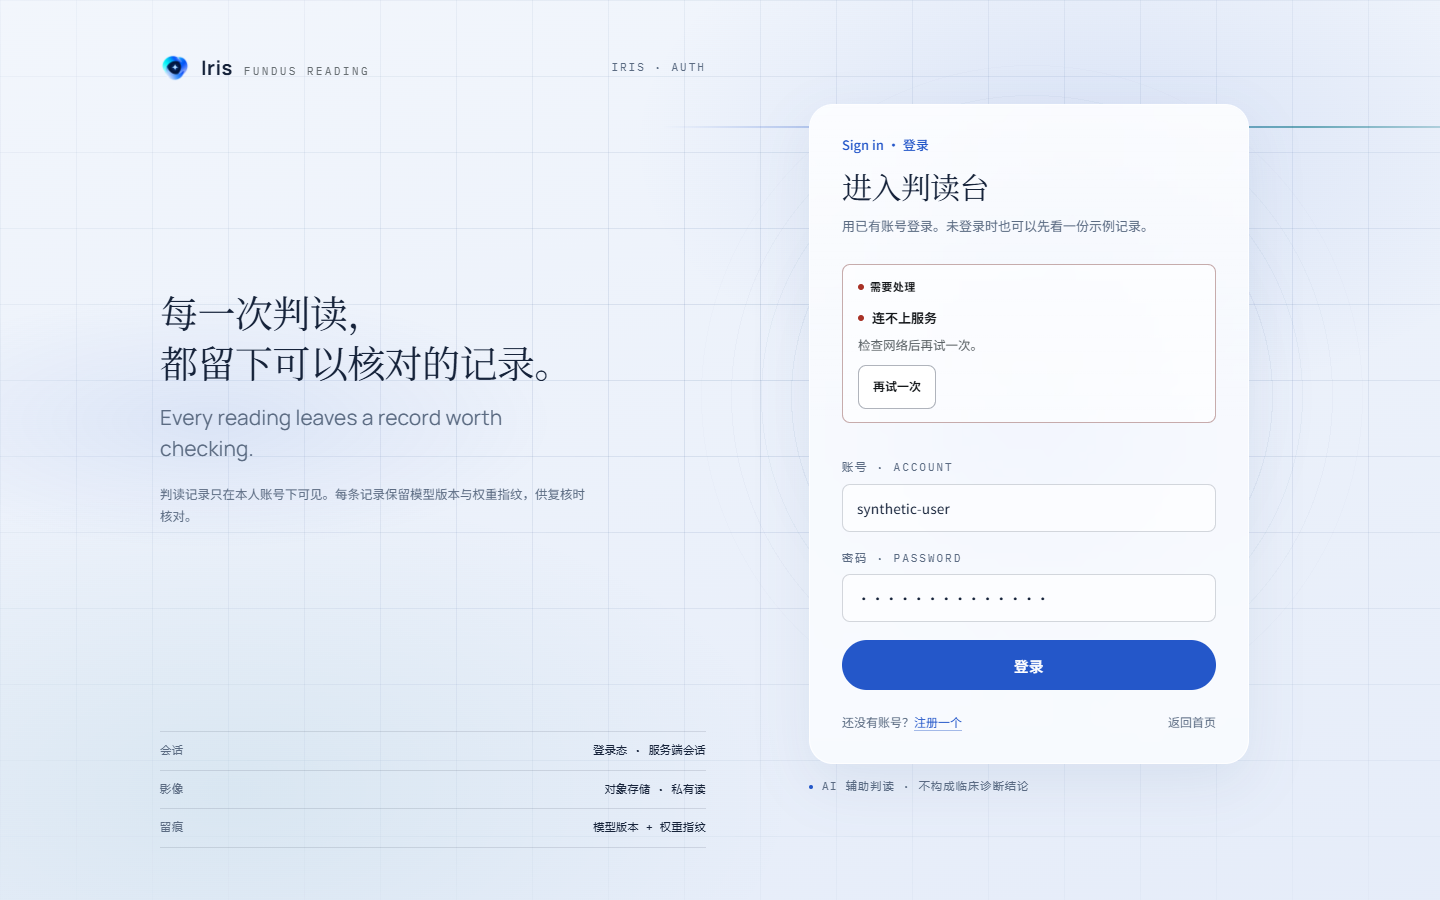 Iris FUNDUS READING
IRIS · AUTH
每一次判读，
都留下可以核对的记录。
Every reading leaves a record worth
checking.
判读记录只在本人账号下可见。每条记录保留模型版本与权重指纹，供复核时
核对。
会话 登录态 · 服务端会话
影像 对象存储 · 私有读
留痕 模型版本 + 权重指纹
Sign in · 登录
进入判读台
用已有账号登录。未登录时也可以先看一份示例记录。
需要处理
连不上服务
检查网络后再试一次。
再试一次
账号 · ACCOUNT
synthetic-user
密码 · PASSWORD
••••••••••••••
登录
还没有账号？注册一个 返回首页
AI 辅助判读 · 不构成临床诊断结论